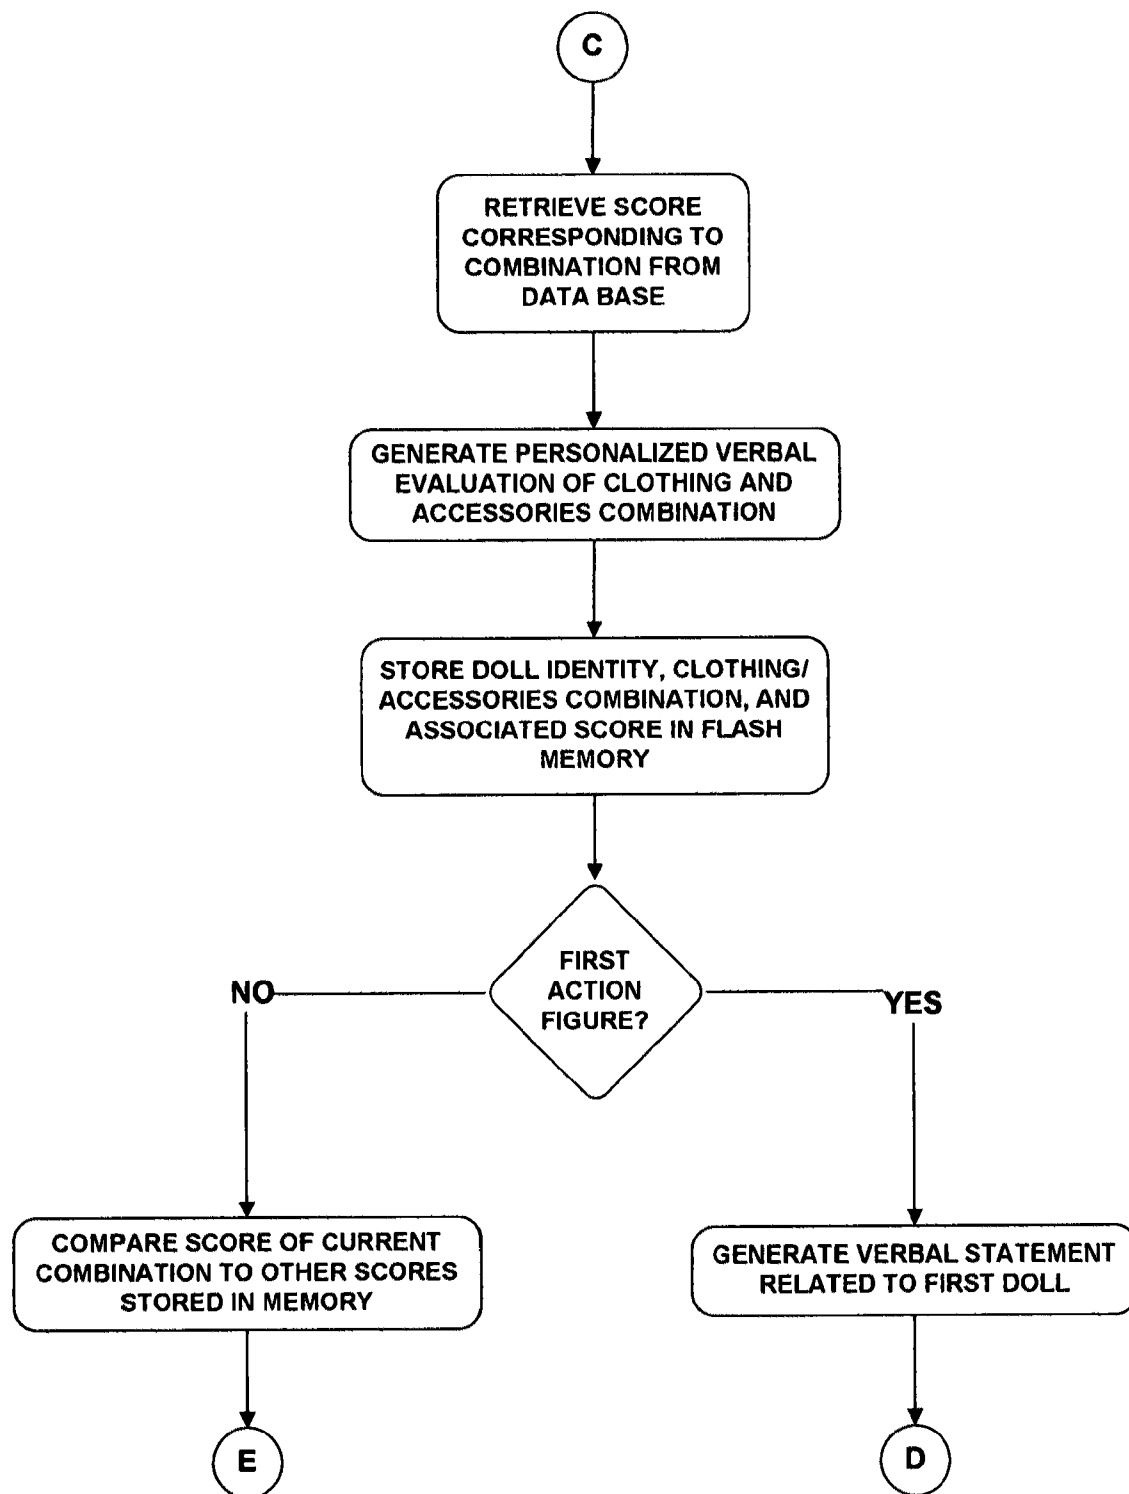 C
RETRIEVE SCORE
CORRESPONDING TO
COMBINATION FROM
DATA BASE
GENERATE PERSONALIZED VERBAL
EVALUATION OF CLOTHING AND
ACCESSORIES COMBINATION
STORE DOLL IDENTITY, CLOTHING/
ACCESSORIES COMBINATION, AND
ASSOCIATED SCORE IN FLASH
MEMORY
FIRST
ACTION
FIGURE?
NO
YES
COMPARE SCORE OF CURRENT
COMBINATION TO OTHER SCORES
STORED IN MEMORY
GENERATE VERBAL STATEMENT
RELATED TO FIRST DOLL
E
D